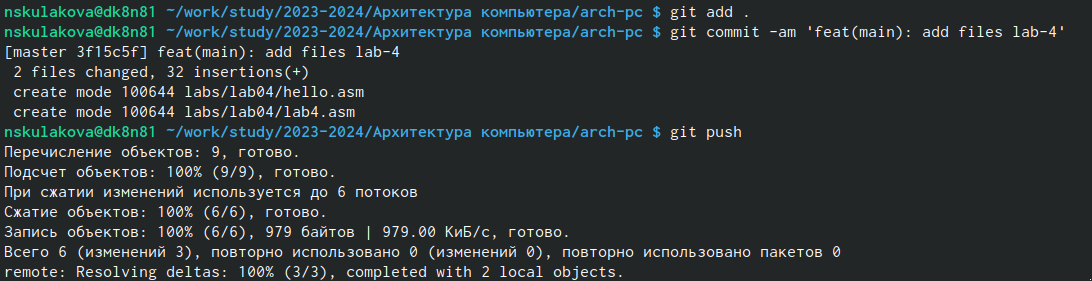 nskulakova@dk8n81 ~/work/study/2023-2024/Архитектура компьютера/arch-pc $ git add .
nskulakova@dk8n81 ~/work/study/2023-2024/Архитектура компьютера/arch-pc $ git commit -am 'feat(main): add files lab-4'
[master 3f15c5f] feat(main): add files lab-4
 2 files changed, 32 insertions(+)
 create mode 100644 labs/lab04/hello.asm
 create mode 100644 labs/lab04/lab4.asm
nskulakova@dk8n81 ~/work/study/2023-2024/Архитектура компьютера/arch-pc $ git push
Перечисление объектов: 9, готово.
Подсчет объектов: 100% (9/9), готово.
При сжатии изменений используется до 6 потоков
Сжатие объектов: 100% (6/6), готово.
Запись объектов: 100% (6/6), 979 байтов | 979.00 КиБ/с, готово.
Всего 6 (изменений 3), повторно использовано 0 (изменений 0), повторно использовано пакетов 0
remote: Resolving deltas: 100% (3/3), completed with 2 local objects.